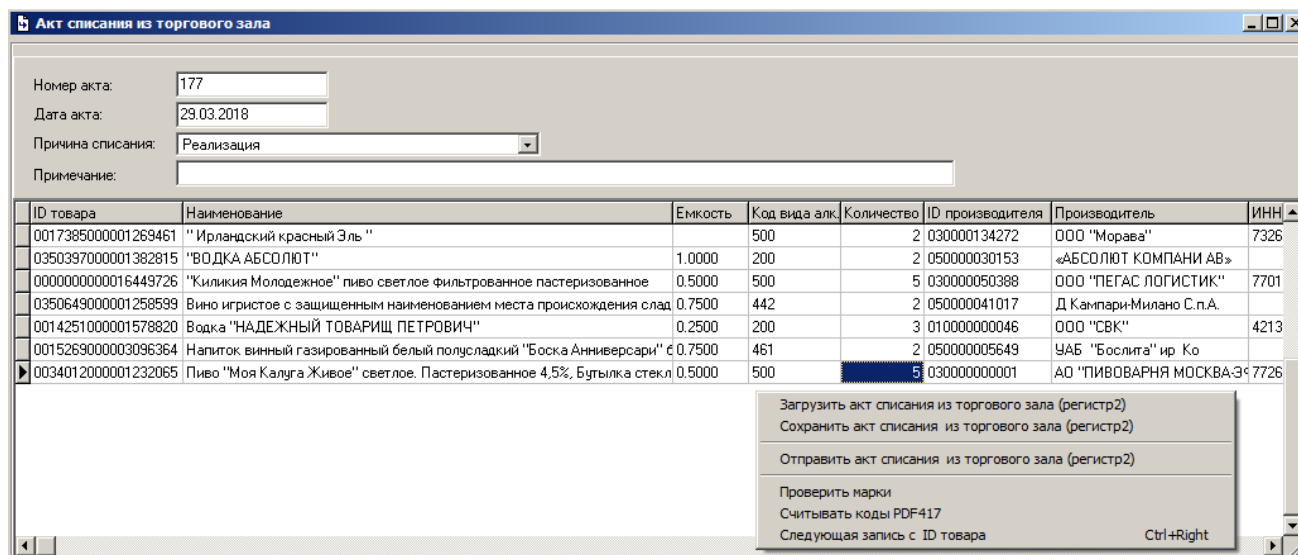 Акт списания из торгового зала
Номер акта: 177
Дата акта: 29.03.2018
Причина списания: Реализация
Примечание:
ID товара Наименование Емкость Код вида алк. Количество ID производителя Производитель ИНН
0017385000001269461 " Ирландский красный Эль " 500 2 030000134272 ООО "Морава" 7326
0350397000001382815 "ВОДКА АБСОЛЮТ" 1.0000 200 2 050000030153 «АБСОЛЮТ КОМПАНИ АВ»
0000000000016449726 "Киликия Молодежное" пиво светлое фильтрованное пастеризованное 0.5000 500 5 030000050388 ООО "ПЕГАС ЛОГИСТИК" 7701
0350649000001258599 Вино игристое с защищенным наименованием места происхождения слад 0.7500 442 2 050000041017 Д Кампари-Милано С.п.А.
0014251000001578820 Водка "НАДЕЖНЫЙ ТОВАРИЩ ПЕТРОВИЧ" 0.2500 200 3 010000000046 ООО "СВК" 4213
0015269000003096364 Напиток винный газированный белый полусладкий "Боска Анниверсари" б 0.7500 461 2 050000005649 УАБ "Бослита" ир Ко
0034012000001232065 Пиво "Моя Калуга Живое" светлое. Пастеризованное 4,5%, Бутылка стекл 0.5000 500 5 030000000001 АО "ПИВОВАРНЯ МОСКВА-ЭФ 7726
Загрузить акт списания из торгового зала (регистр2)
Сохранить акт списания из торгового зала (регистр2)
Отправить акт списания из торгового зала (регистр2)
Проверить марки
Считывать коды PDF417
Следующая запись с ID товара Ctrl+Right